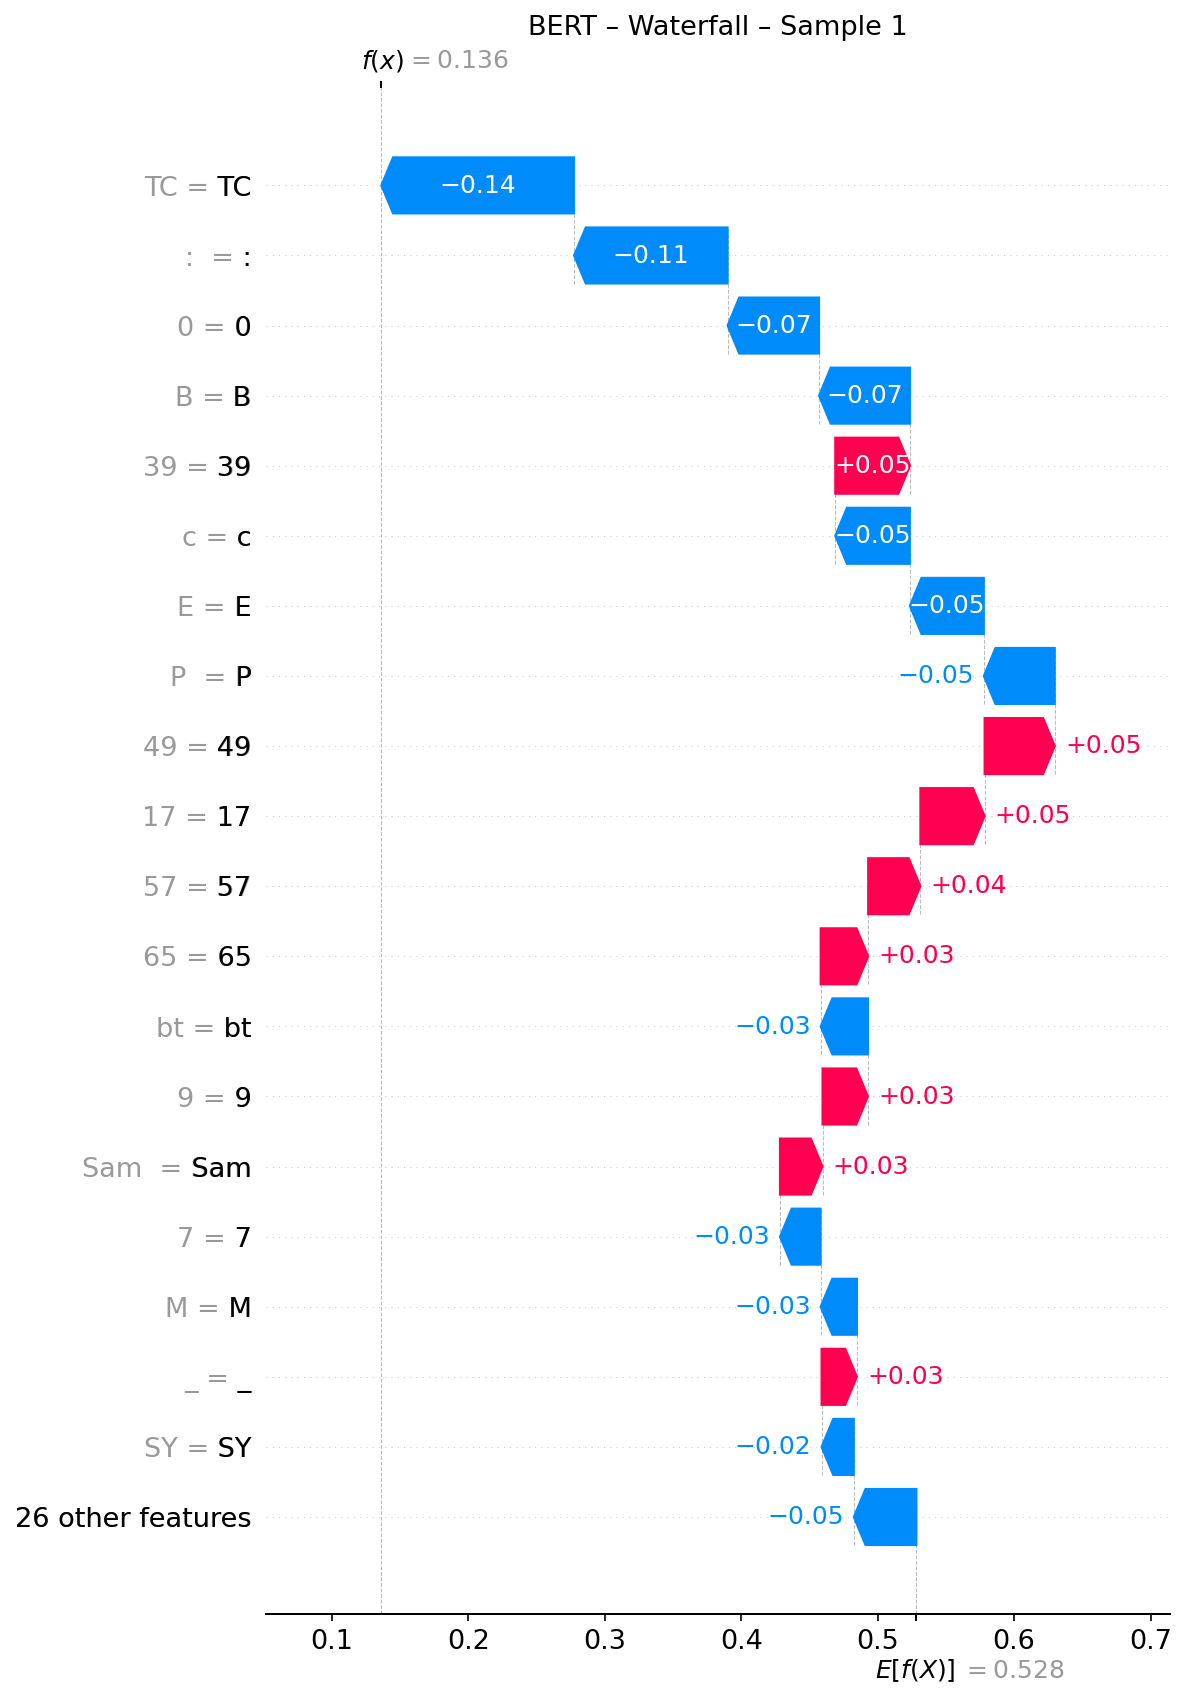 BERT – Waterfall – Sample 1
f(x) = 0.136
TC = TC −0.14
: = : −0.11
0 = 0 −0.07
B = B −0.07
39 = 39 +0.05
c = c −0.05
E = E −0.05
P = P −0.05
49 = 49 +0.05
17 = 17 +0.05
57 = 57 +0.04
65 = 65 +0.03
bt = bt −0.03
9 = 9 +0.03
Sam = Sam +0.03
7 = 7 −0.03
M = M −0.03
_ = _ +0.03
SY = SY −0.02
26 other features −0.05
0.1 0.2 0.3 0.4 0.5 0.6 0.7
E[f(X)] = 0.528